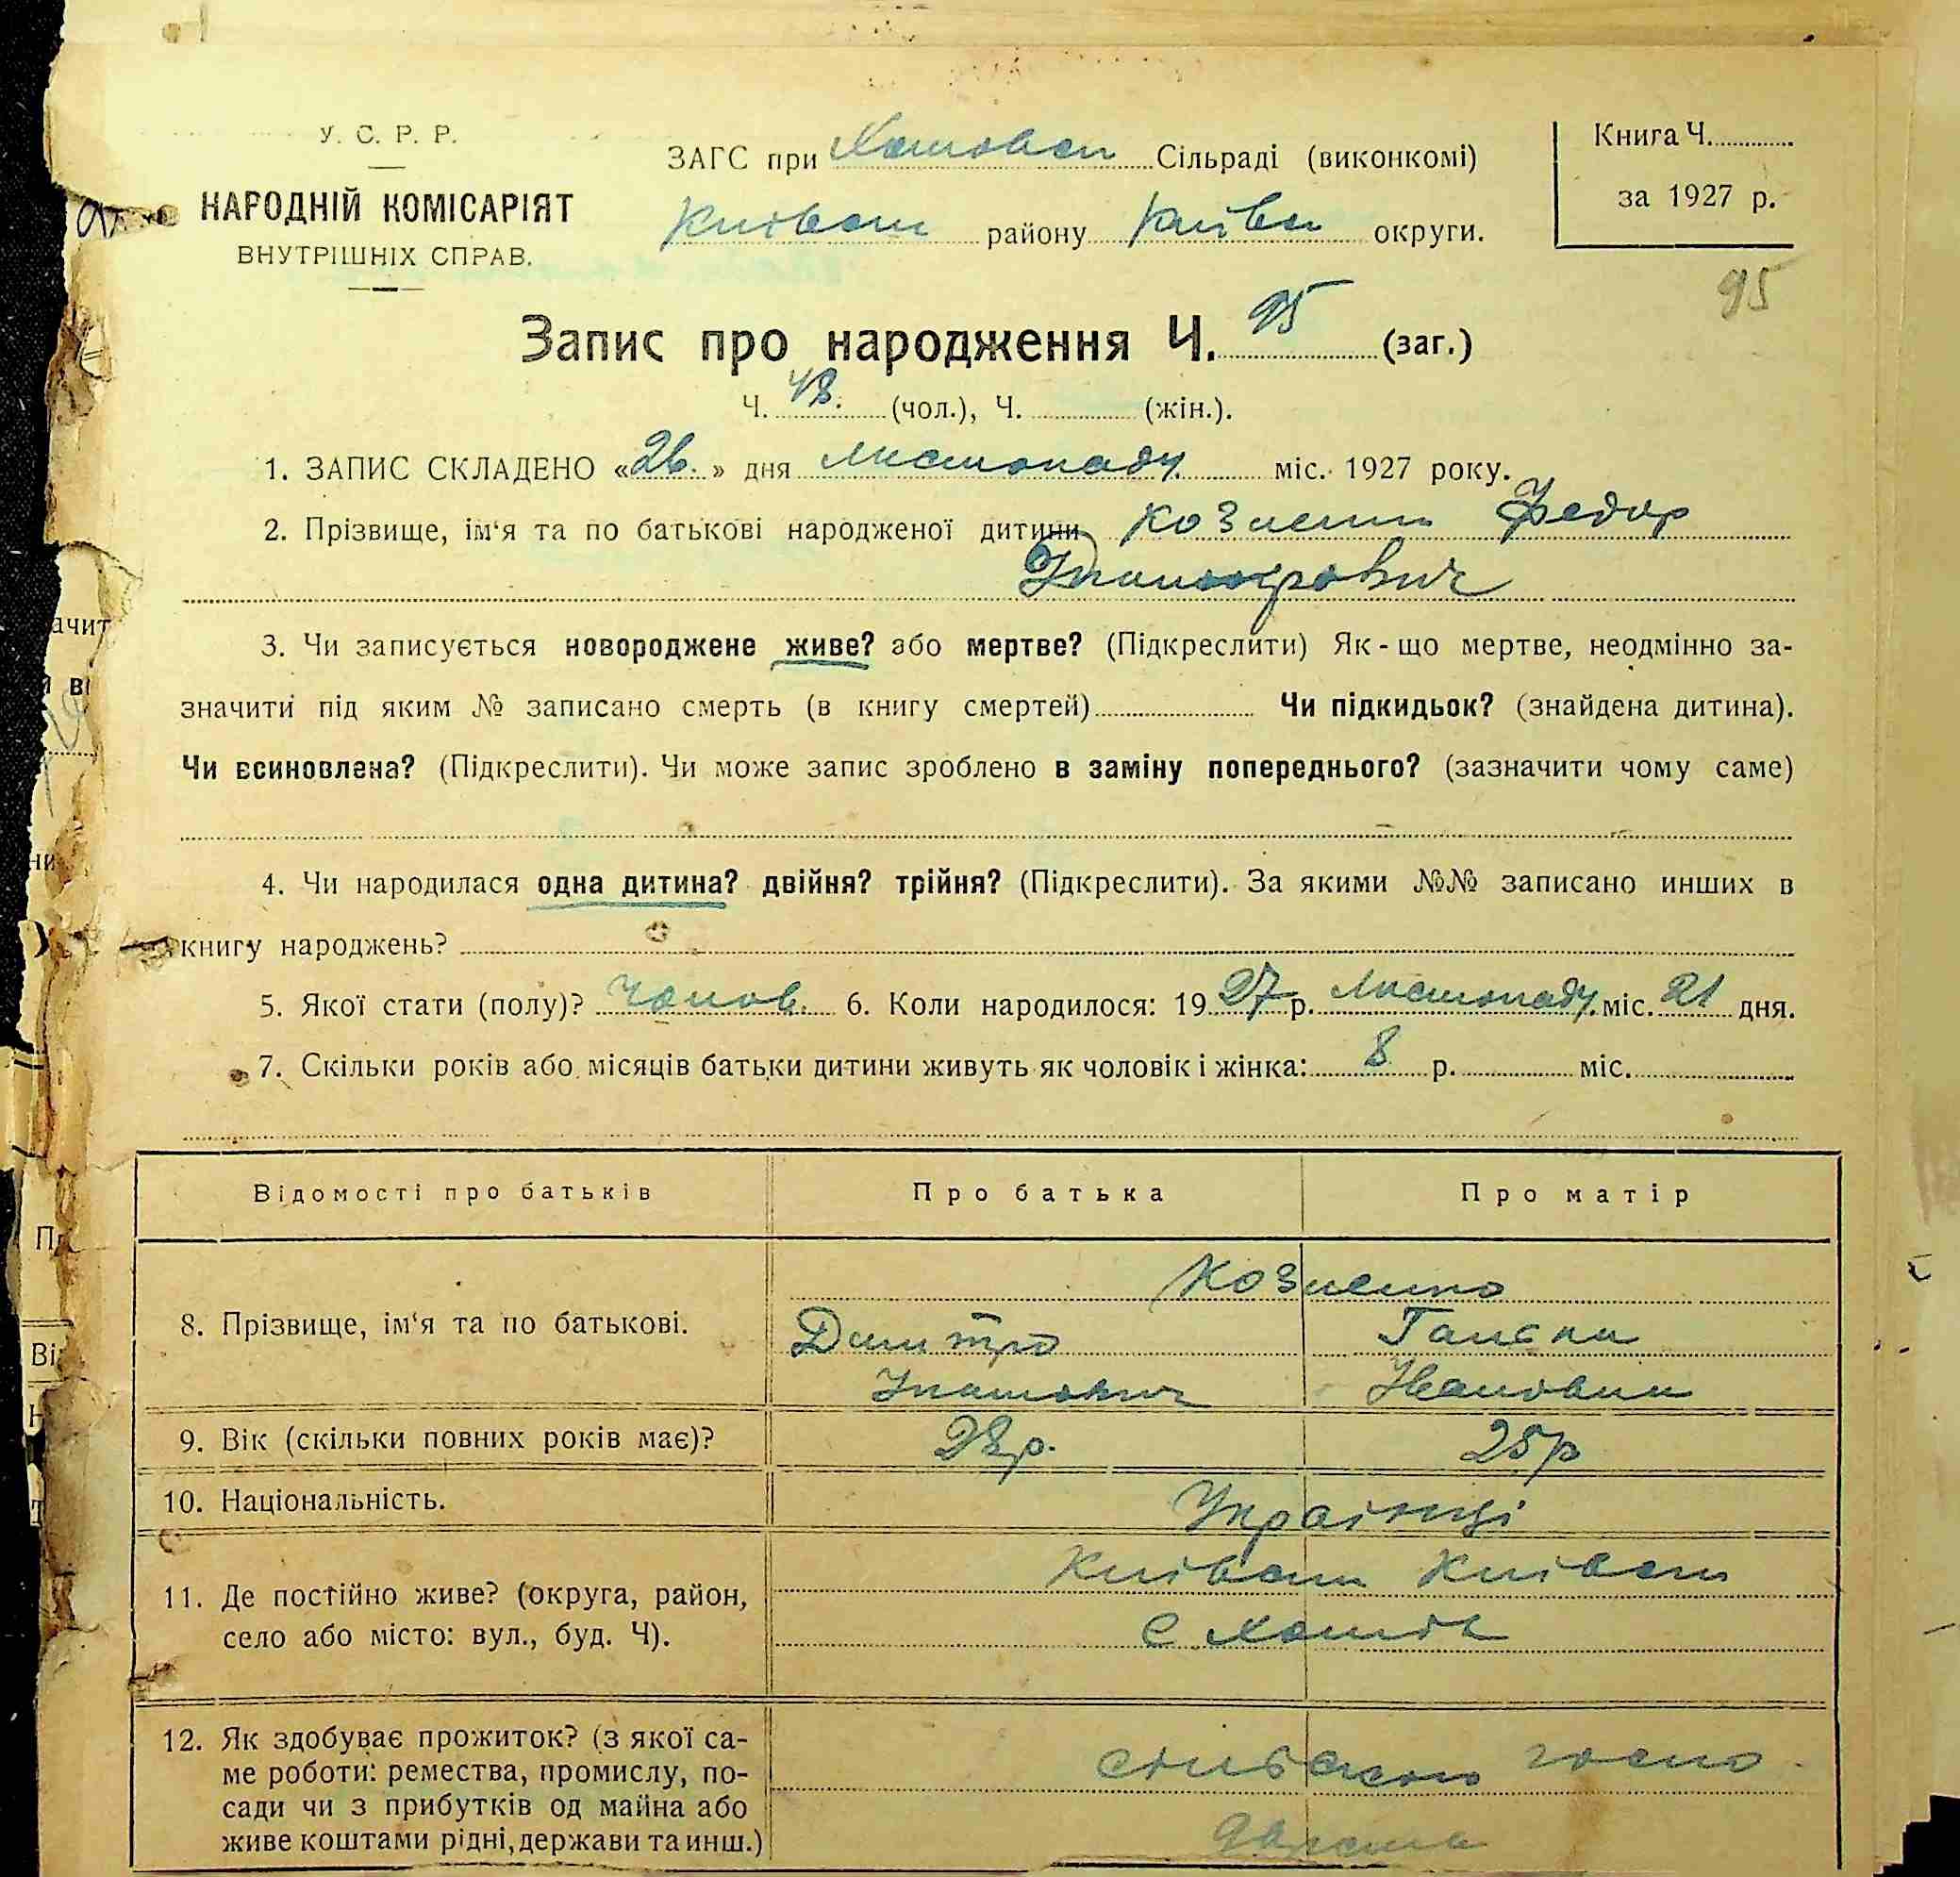 У. С. Р. Р.
НАРОДНІЙ КОМІСАРІЯТ
ВНУТРІШНІХ СПРАВ.
ЗАГС при Сільраді (виконкомі)
району округи.
Книга Ч.
за 1927 р.
95
Запис про народження Ч. 95 (заг.)
Ч. 48. (чол.), Ч. (жін.).
1. ЗАПИС СКЛАДЕНО «26.» дня листопаду міс. 1927 року.
2. Прізвище, ім'я та по батькові народженої дитини Федір
3. Чи записується новороджене живе? або мертве? (Підкреслити) Як-що мертве, неодмінно за-
значити під яким № записано смерть (в книгу смертей) Чи підкидьок? (знайдена дитина).
Чи всиновлена? (Підкреслити). Чи може запис зроблено в заміну попереднього? (зазначити чому саме)
4. Чи народилася одна дитина? двійня? трійня? (Підкреслити). За якими №№ записано инших в
книгу народжень?
5. Якої стати (полу)? чолов. 6. Коли народилося: 1927 р. листопаду міс. 21 дня.
7. Скільки років або місяців батьки дитини живуть як чоловік і жінка: 8 р. міс.
Відомості про батьків Про батька Про матір
8. Прізвище, ім'я та по батькові.
Дмитро
9. Вік (скільки повних років має)? 28р. 25р
10. Національність. Українці
11. Де постійно живе? (округа, район,
село або місто: вул., буд. Ч).
с Хотів
12. Як здобуває прожиток? (з якої са-
ме роботи: ремества, промислу, по-
сади чи з прибутків од майна або
живе коштами рідні, держави та инш.)